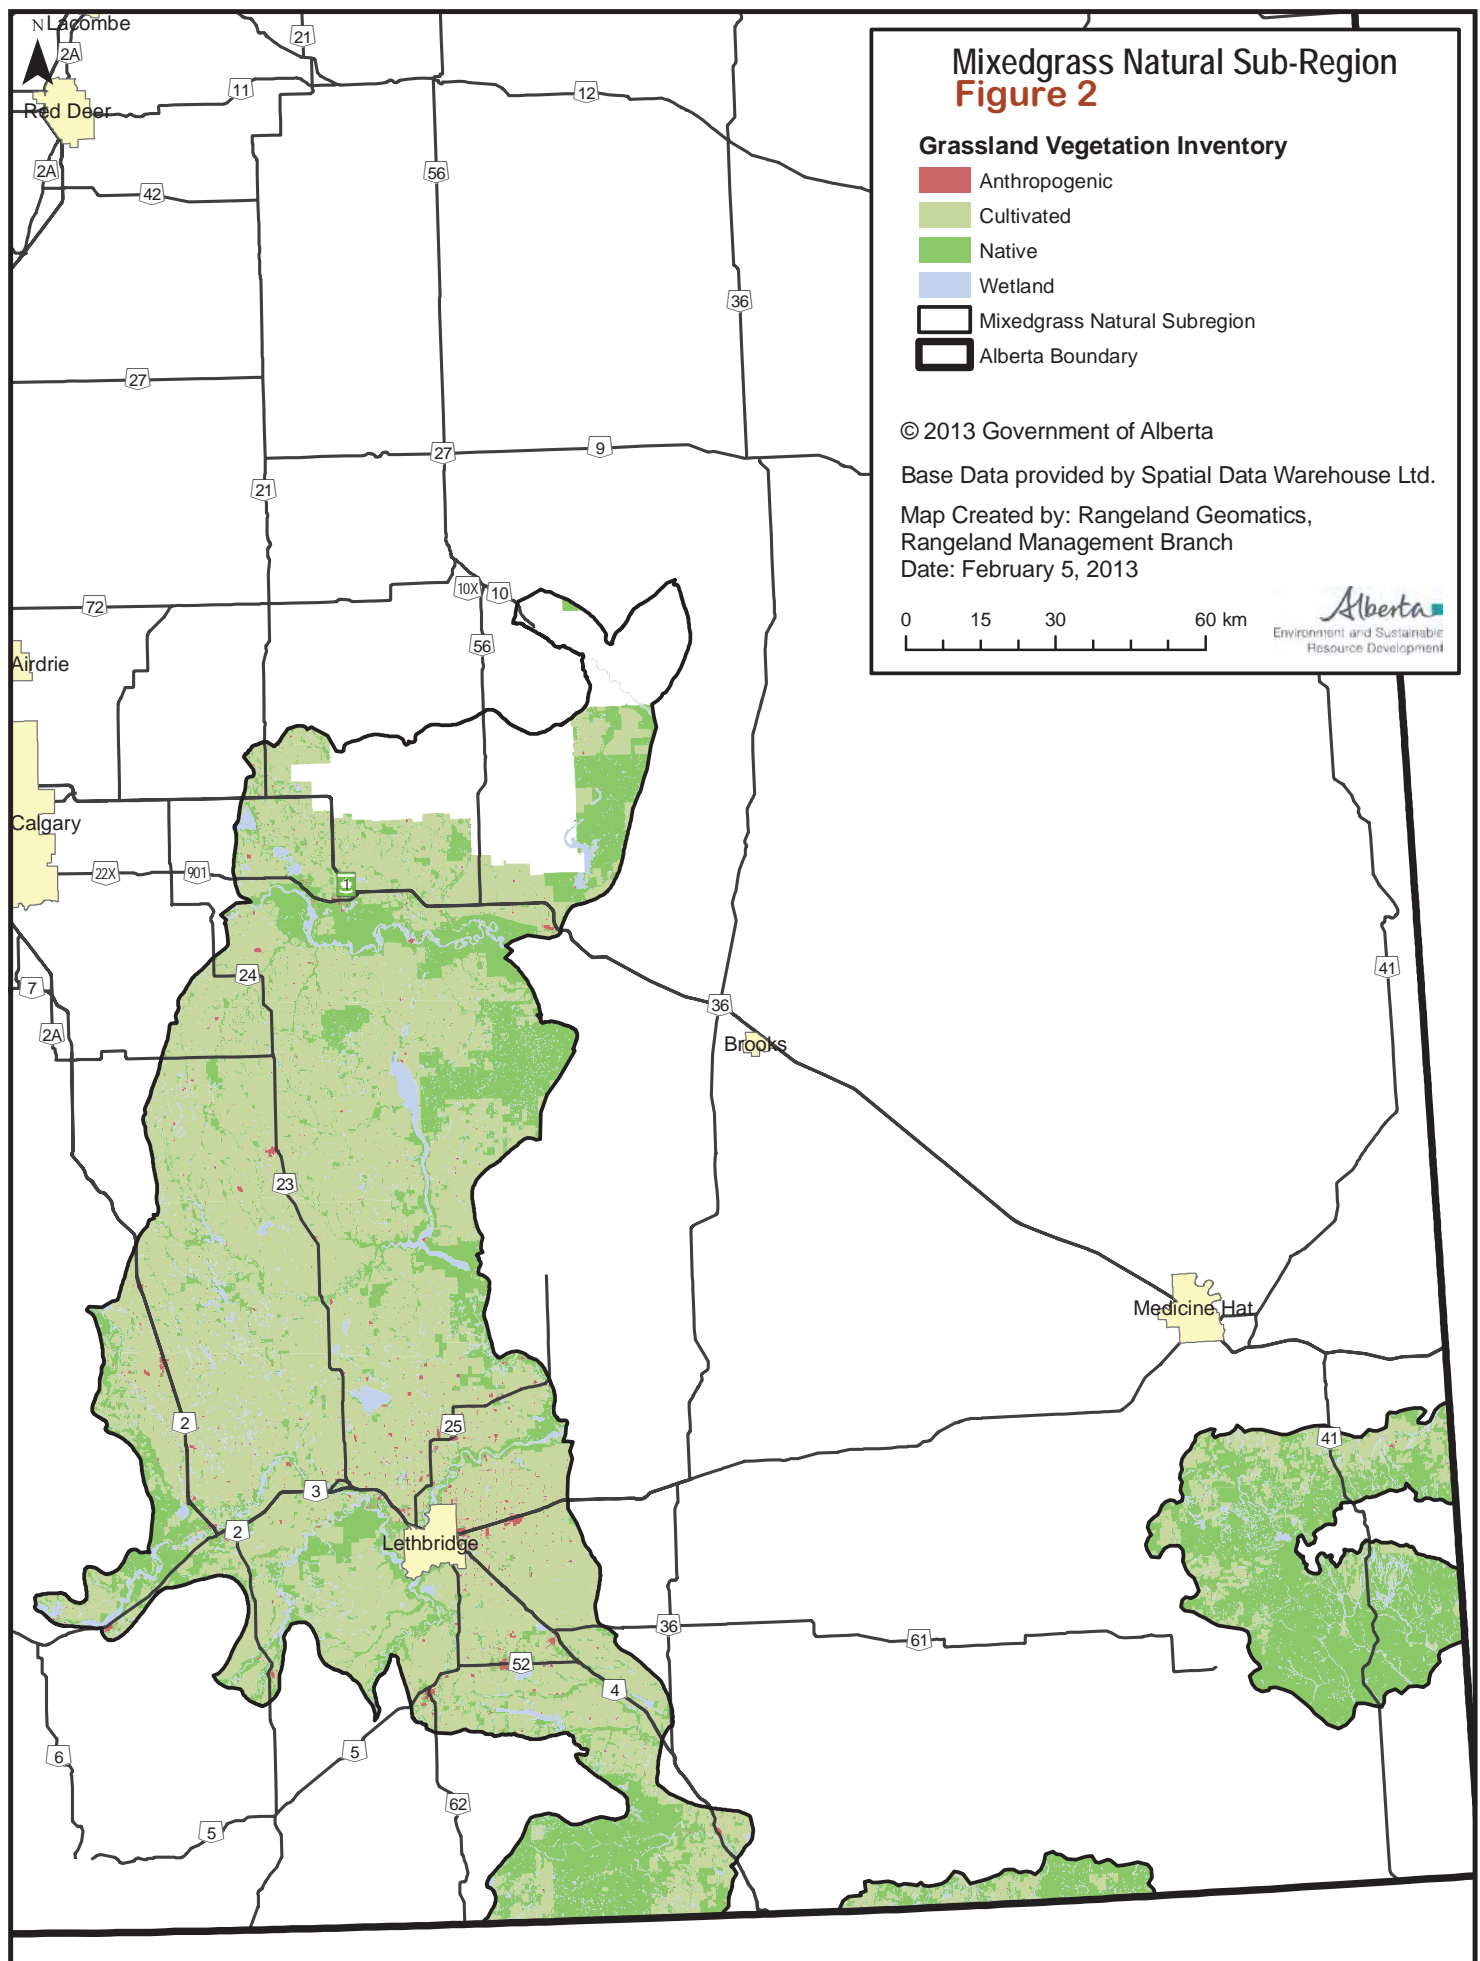 Mixedgrass Natural Sub-Region
Figure 2
Grassland Vegetation Inventory
Anthropogenic
Cultivated
Native
Wetland
Mixedgrass Natural Subregion
Alberta Boundary
© 2013 Government of Alberta
Base Data provided by Spatial Data Warehouse Ltd.
Map Created by: Rangeland Geomatics,
Rangeland Management Branch
Date: February 5, 2013
0 15 30 60 km
Alberta
Environment and Sustainable
Resource Development
N
Lacombe
2A
21
11
12
Red Deer
2A
42
56
36
27
27
9
21
72
10X
10
56
Airdrie
Calgary
22X
901
1
24
7
2A
41
36
Brooks
23
Medicine Hat
2
25
41
3
2
Lethbridge
36
61
52
4
6
5
62
5